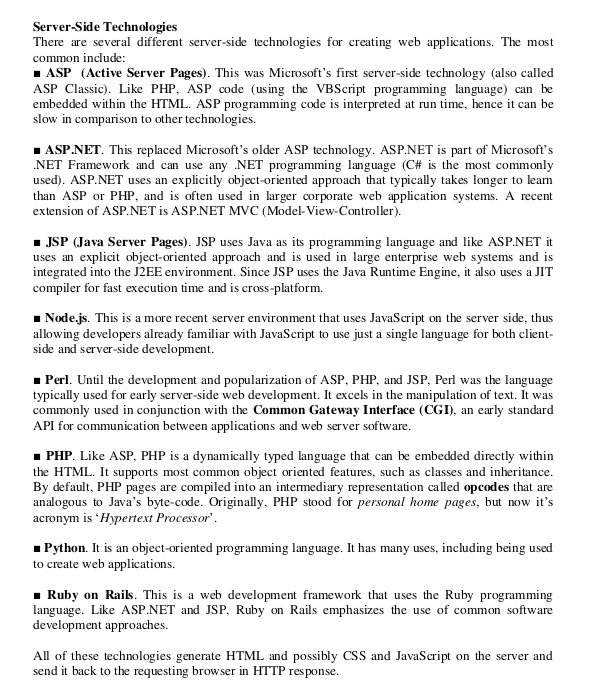 Server-Side Technologies
There are several different server-side technologies for creating web applications. The most
common include:
■ ASP (Active Server Pages). This was Microsoft's first server-side technology (also called
ASP Classic). Like PHP, ASP code (using the VBScript programming language) can be
embedded within the HTML. ASP programming code is interpreted at run time, hence it can be
slow in comparison to other technologies.
■ ASP.NET. This replaced Microsoft's older ASP technology. ASP.NET is part of Microsoft's
.NET Framework and can use any .NET programming language (C# is the most commonly
used). ASP.NET uses an explicitly object-oriented approach that typically takes longer to learn
than ASP or PHP, and is often used in larger corporate web application systems. A recent
extension of ASP.NET is ASP.NET MVC (Model-View-Controller).
■ JSP (Java Server Pages). JSP uses Java as its programming language and like ASP.NET it
uses an explicit object-oriented approach and is used in large enterprise web systems and is
integrated into the J2EE environment. Since JSP uses the Java Runtime Engine, it also uses a JIT
compiler for fast execution time and is cross-platform.
■ Node.js. This is a more recent server environment that uses JavaScript on the server side, thus
allowing developers already familiar with JavaScript to use just a single language for both client-
side and server-side development.
■ Perl. Until the development and popularization of ASP, PHP, and JSP, Perl was the language
typically used for early server-side web development. It excels in the manipulation of text. It was
commonly used in conjunction with the Common Gateway Interface (CGI), an early standard
API for communication between applications and web server software.
■ PHP. Like ASP, PHP is a dynamically typed language that can be embedded directly within
the HTML. It supports most common object oriented features, such as classes and inheritance.
By default, PHP pages are compiled into an intermediary representation called opcodes that are
analogous to Java's byte-code. Originally, PHP stood for personal home pages, but now it's
acronym is 'Hypertext Processor'.
■ Python. It is an object-oriented programming language. It has many uses, including being used
to create web applications.
■ Ruby on Rails. This is a web development framework that uses the Ruby programming
language. Like ASP.NET and JSP, Ruby on Rails emphasizes the use of common software
development approaches.
All of these technologies generate HTML and possibly CSS and JavaScript on the server and
send it back to the requesting browser in HTTP response.